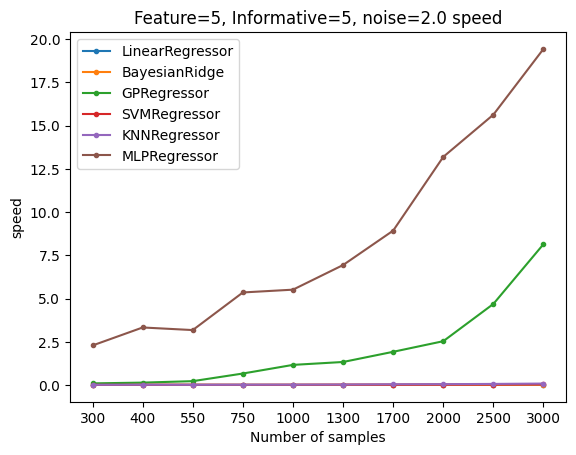 Feature=5, Informative=5, noise=2.0 speed
20.0
17.5
15.0
12.5
10.0
7.5
5.0
2.5
0.0
speed
LinearRegressor
BayesianRidge
GPRegressor
SVMRegressor
KNNRegressor
MLPRegressor
300 400 550 750 1000 1300 1700 2000 2500 3000
Number of samples